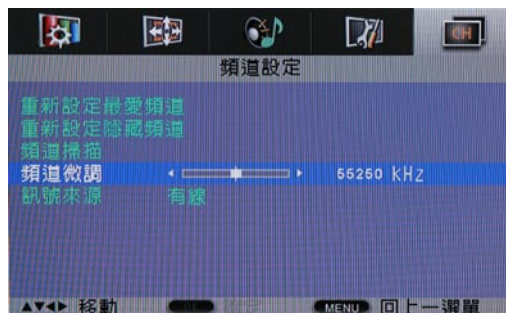 CH
頻道設定
重新設定最愛頻道
重新設定隱藏頻道
頻道掃描
頻道微調 55250 kHz
訊號來源 有線
移動 MENU 回上一選單